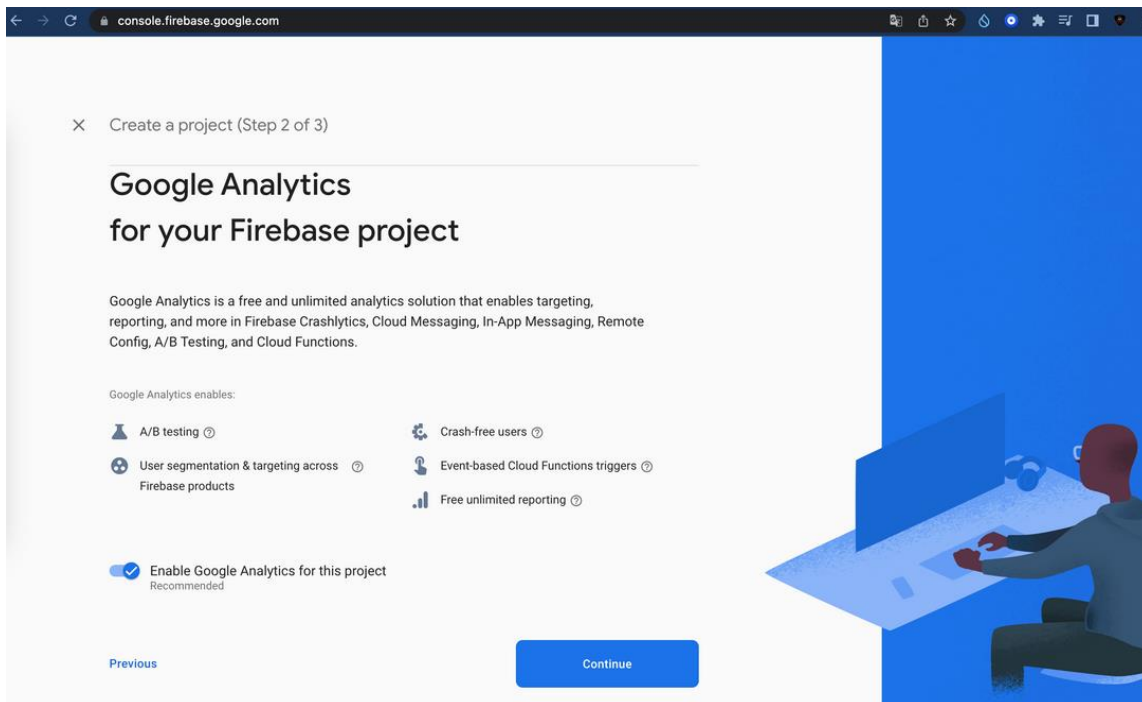 console.firebase.google.com
Create a project (Step 2 of 3)
Google Analytics
for your Firebase project
Google Analytics is a free and unlimited analytics solution that enables targeting,
reporting, and more in Firebase Crashlytics, Cloud Messaging, In-App Messaging, Remote
Config, A/B Testing, and Cloud Functions.
Google Analytics enables:
A/B testing
Crash-free users
User segmentation & targeting across
Firebase products
Event-based Cloud Functions triggers
Free unlimited reporting
Enable Google Analytics for this project
Recommended
Previous
Continue